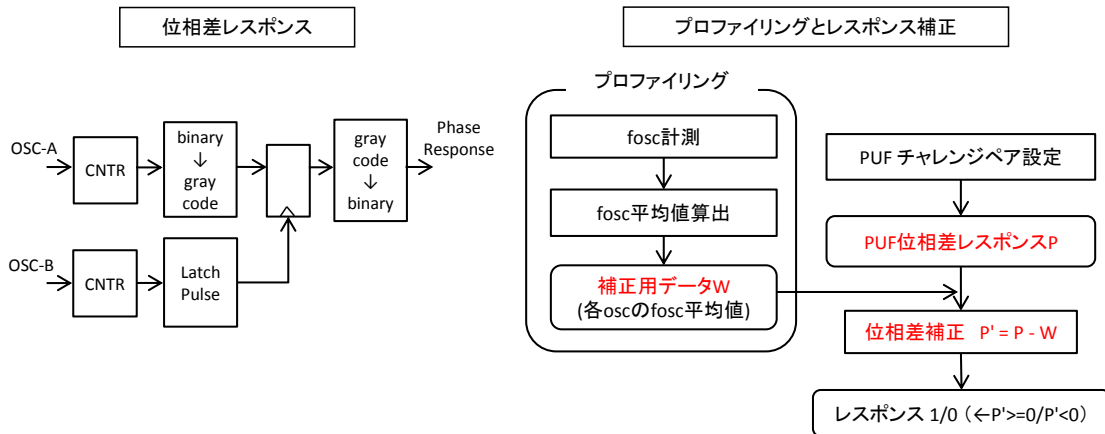 位相差レスポンス
OSC-A
CNTR
binary
↓
gray
code
gray
code
↓
binary
Phase
Response
OSC-B
CNTR
Latch
Pulse
プロファイリングとレスポンス補正
プロファイリング
fosc計測
fosc平均値算出
補正用データW
(各oscのfosc平均値)
PUF チャレンジペア設定
PUF位相差レスポンスP
位相差補正 P' = P - W
レスポンス 1/0 (←P'>=0/P'<0)